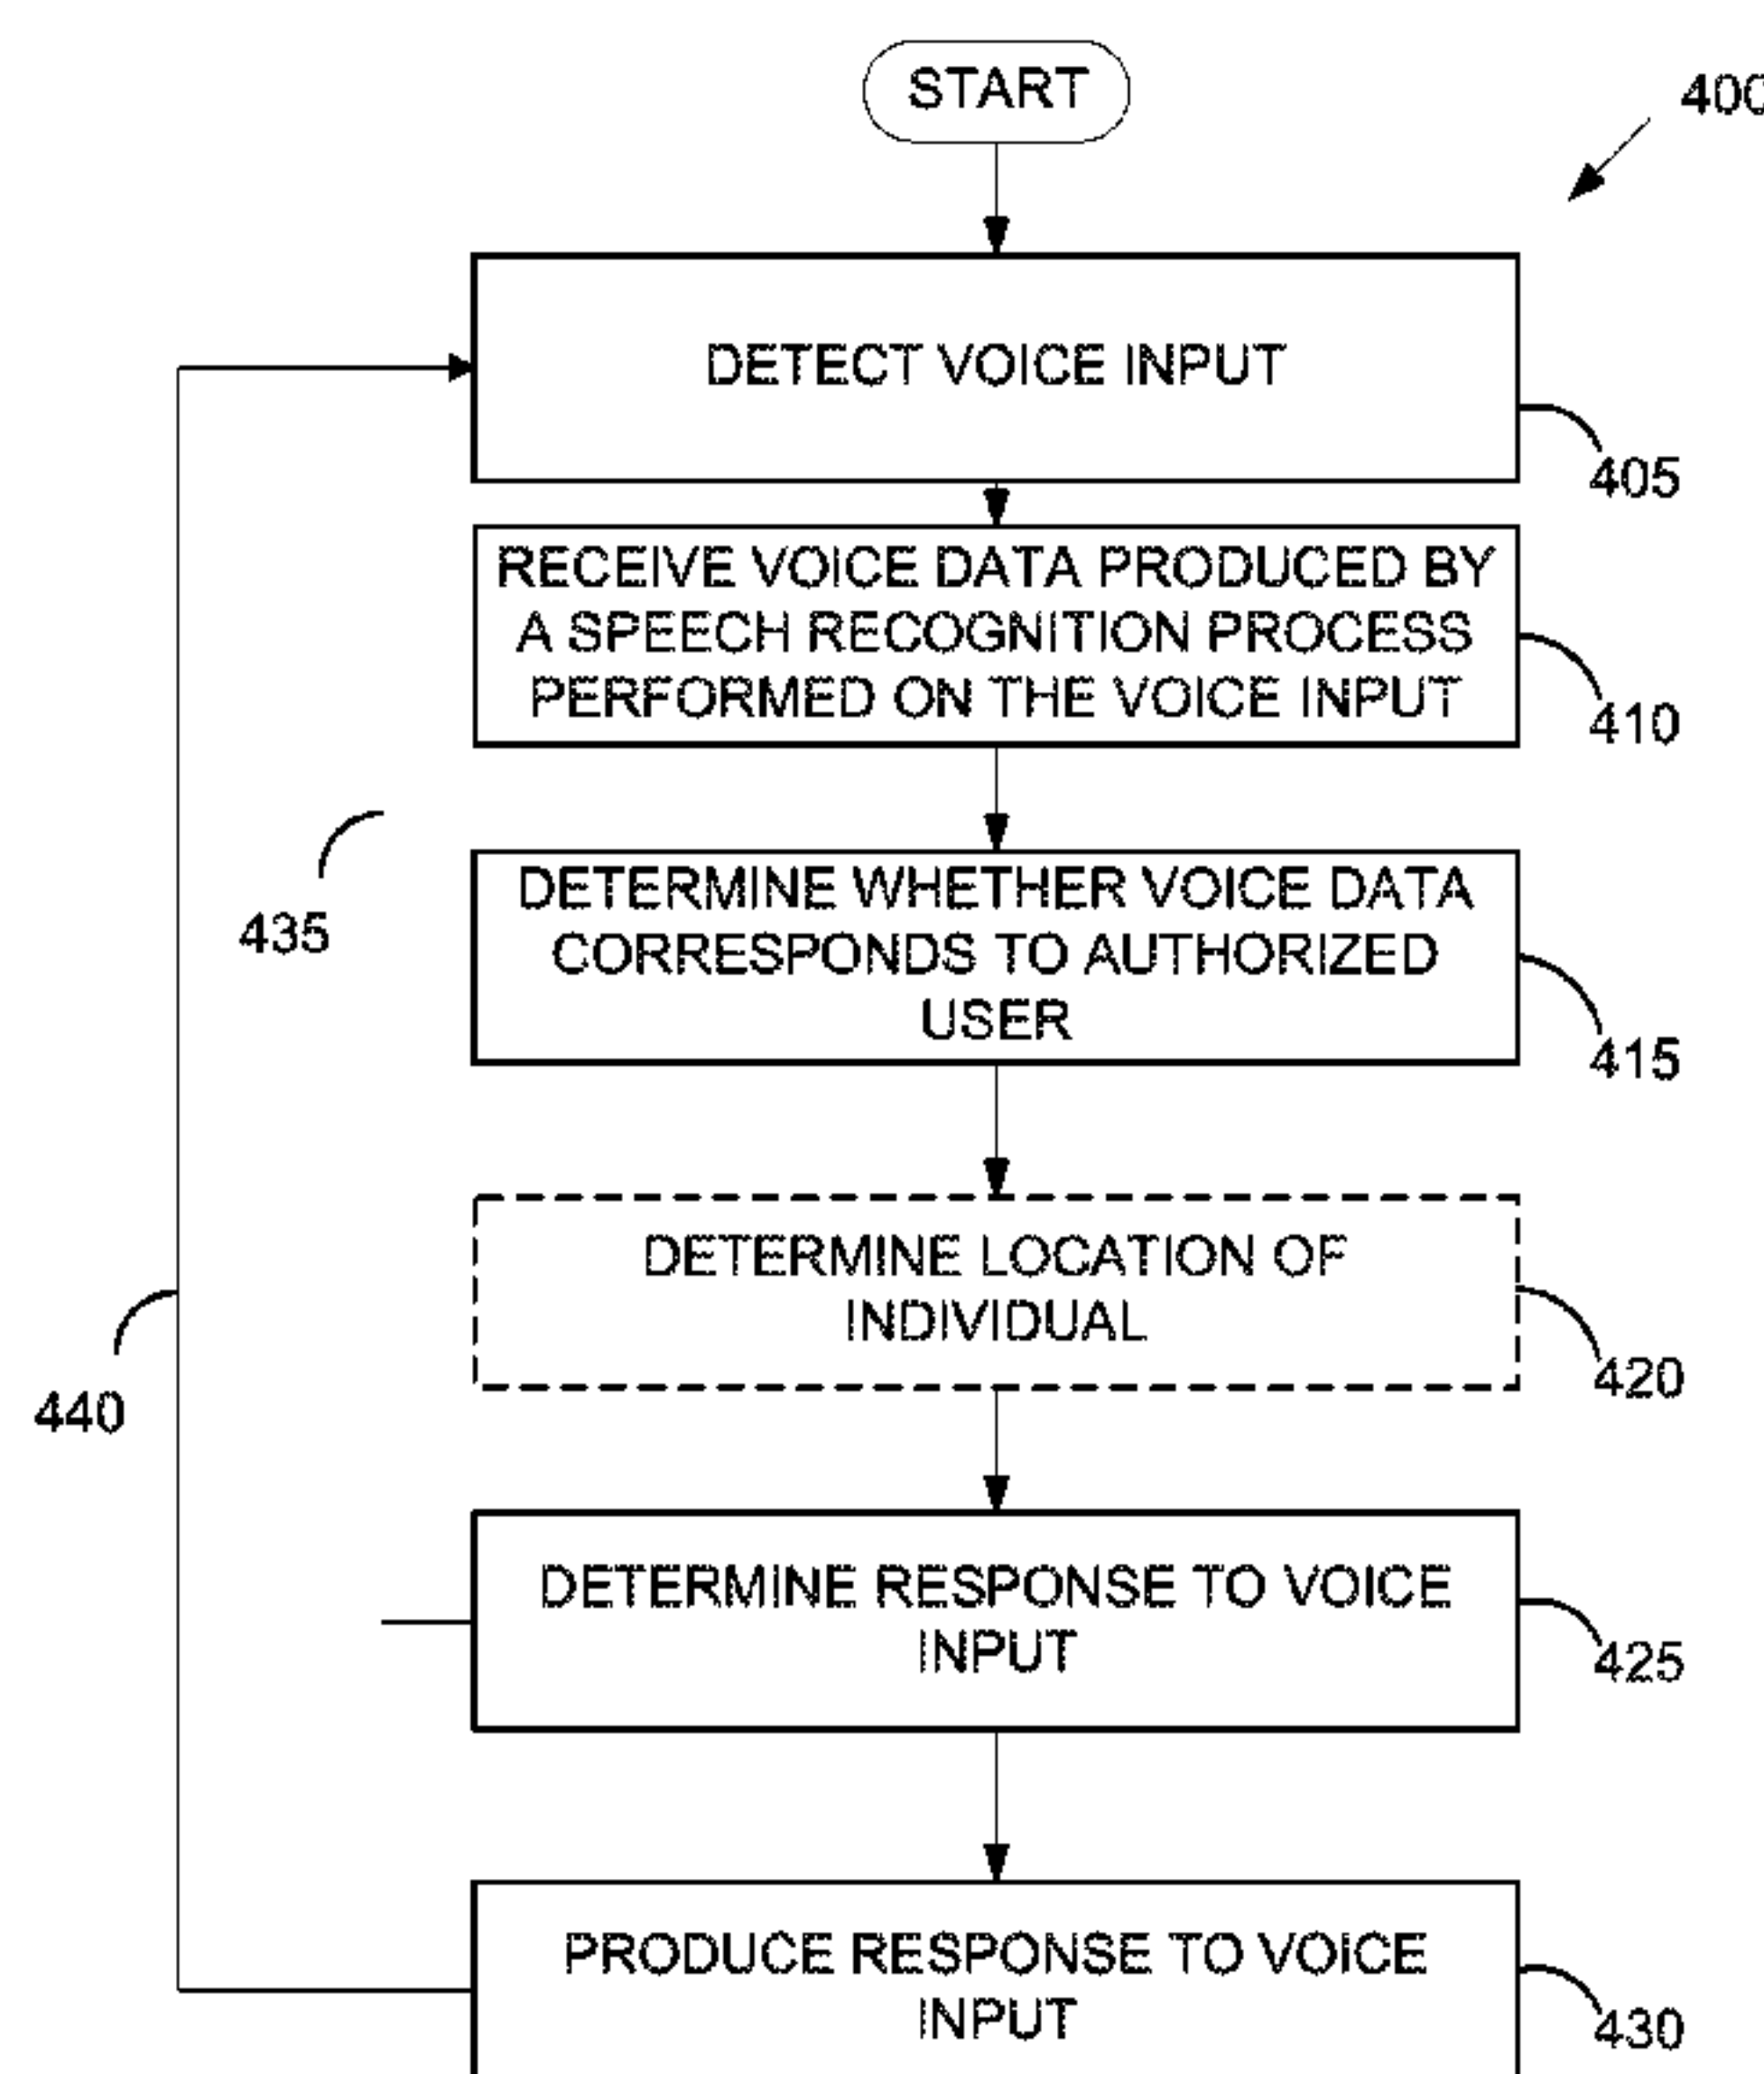 START
400
DETECT VOICE INPUT
405
RECEIVE VOICE DATA PRODUCED BY
A SPEECH RECOGNITION PROCESS
PERFORMED ON THE VOICE INPUT
410
435
DETERMINE WHETHER VOICE DATA
CORRESPONDS TO AUTHORIZED
USER
415
DETERMINE LOCATION OF
INDIVIDUAL
420
440
DETERMINE RESPONSE TO VOICE
INPUT
425
PRODUCE RESPONSE TO VOICE
INPUT
430